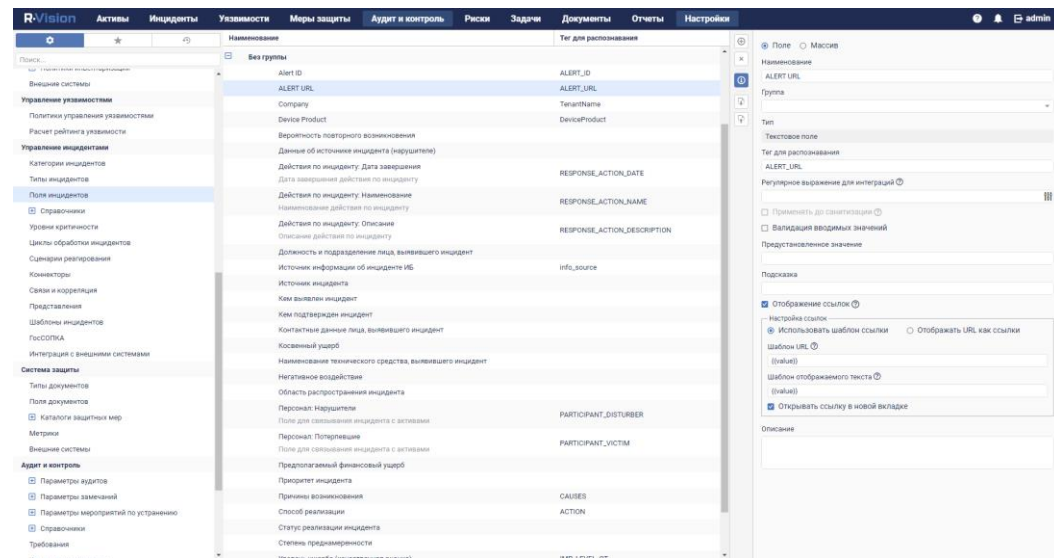 R-Vision Активы Инциденты Уязвимости Меры защиты Аудит и контроль Риски Задачи Документы Отчеты Настройки admin
Поиск...
Внешние системы
Управление уязвимостями
Политики управления уязвимостями
Расчет рейтинга уязвимости
Управление инцидентами
Категории инцидентов
Типы инцидентов
Поля инцидентов
Справочники
Уровни критичности
Циклы обработки инцидентов
Сценарии реагирования
Коннекторы
Связи и корреляция
Представления
Шаблоны инцидентов
ГосСОПКА
Интеграция с внешними системами
Система защиты
Типы документов
Поля документов
Каталоги защитных мер
Метрики
Внешние системы
Аудит и контроль
Параметры аудитов
Параметры замечаний
Параметры мероприятий по устранению
Справочники
Требования
Наименование Тег для распознавания
Без группы
Alert ID ALERT_ID
ALERT URL ALERT_URL
Company TenantName
Device Product DeviceProduct
Вероятность повторного возникновения
Данные об источнике инцидента (нарушителе)
Действия по инциденту: Дата завершения
Дата завершения действия по инциденту
RESPONSE_ACTION_DATE
Действия по инциденту: Наименование
Наименование действия по инциденту
RESPONSE_ACTION_NAME
Действия по инциденту: Описание
Описание действия по инциденту
RESPONSE_ACTION_DESCRIPTION
Должность и подразделение лица, выявившего инцидент
Источник информации об инциденте ИБ info_source
Источник инцидента
Кем выявлен инцидент
Кем подтвержден инцидент
Контактные данные лица, выявившего инцидент
Косвенный ущерб
Наименование технического средства, выявившего инцидент
Негативное воздействие
Область распространения инцидента
Персонал: Нарушители
Поле для связывания инцидента с активами
PARTICIPANT_DISTURBER
Персонал: Потерпевшие
Поле для связывания инцидента с активами
PARTICIPANT_VICTIM
Предполагаемый финансовый ущерб
Приоритет инцидента
Причины возникновения CAUSES
Способ реализации ACTION
Статус реализации инцидента
Степень преднамеренности
Поле Массив
Наименование
ALERT URL
Группа
Тип
Текстовое поле
Тег для распознавания
ALERT_URL
Регулярное выражение для интеграций
Применять до санитизации
Валидация вводимых значений
Предустановленное значение
Подсказка
Отображение ссылок
Настройка ссылок
Использовать шаблон ссылки Отображать URL как ссылки
Шаблон URL
{{value}}
Шаблон отображаемого текста
{{value}}
Открывать ссылку в новой вкладке
Описание